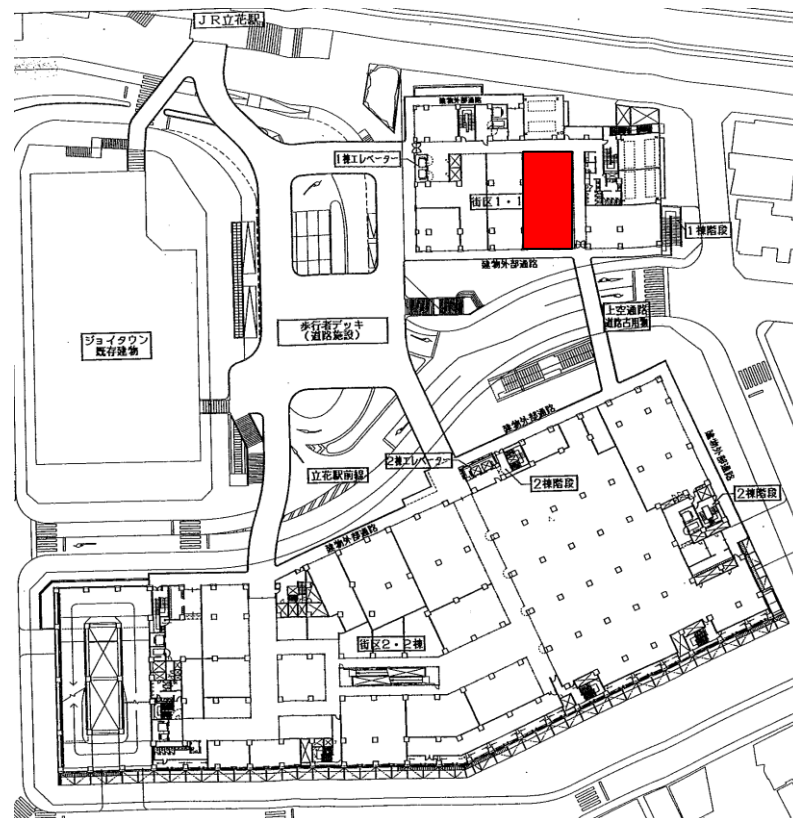 JR立花駅
建物外部通路
1棟エレベーター
街区1・1
1棟階段
建物外部通路
上空通路
道路占用物
歩行者デッキ
(道路施設)
ジョイタウン
既存建物
建物外部通路
建物外部通路
2棟エレベーター
立花駅前線
2棟階段
2棟階段
建物外部通路
街区2・2棟